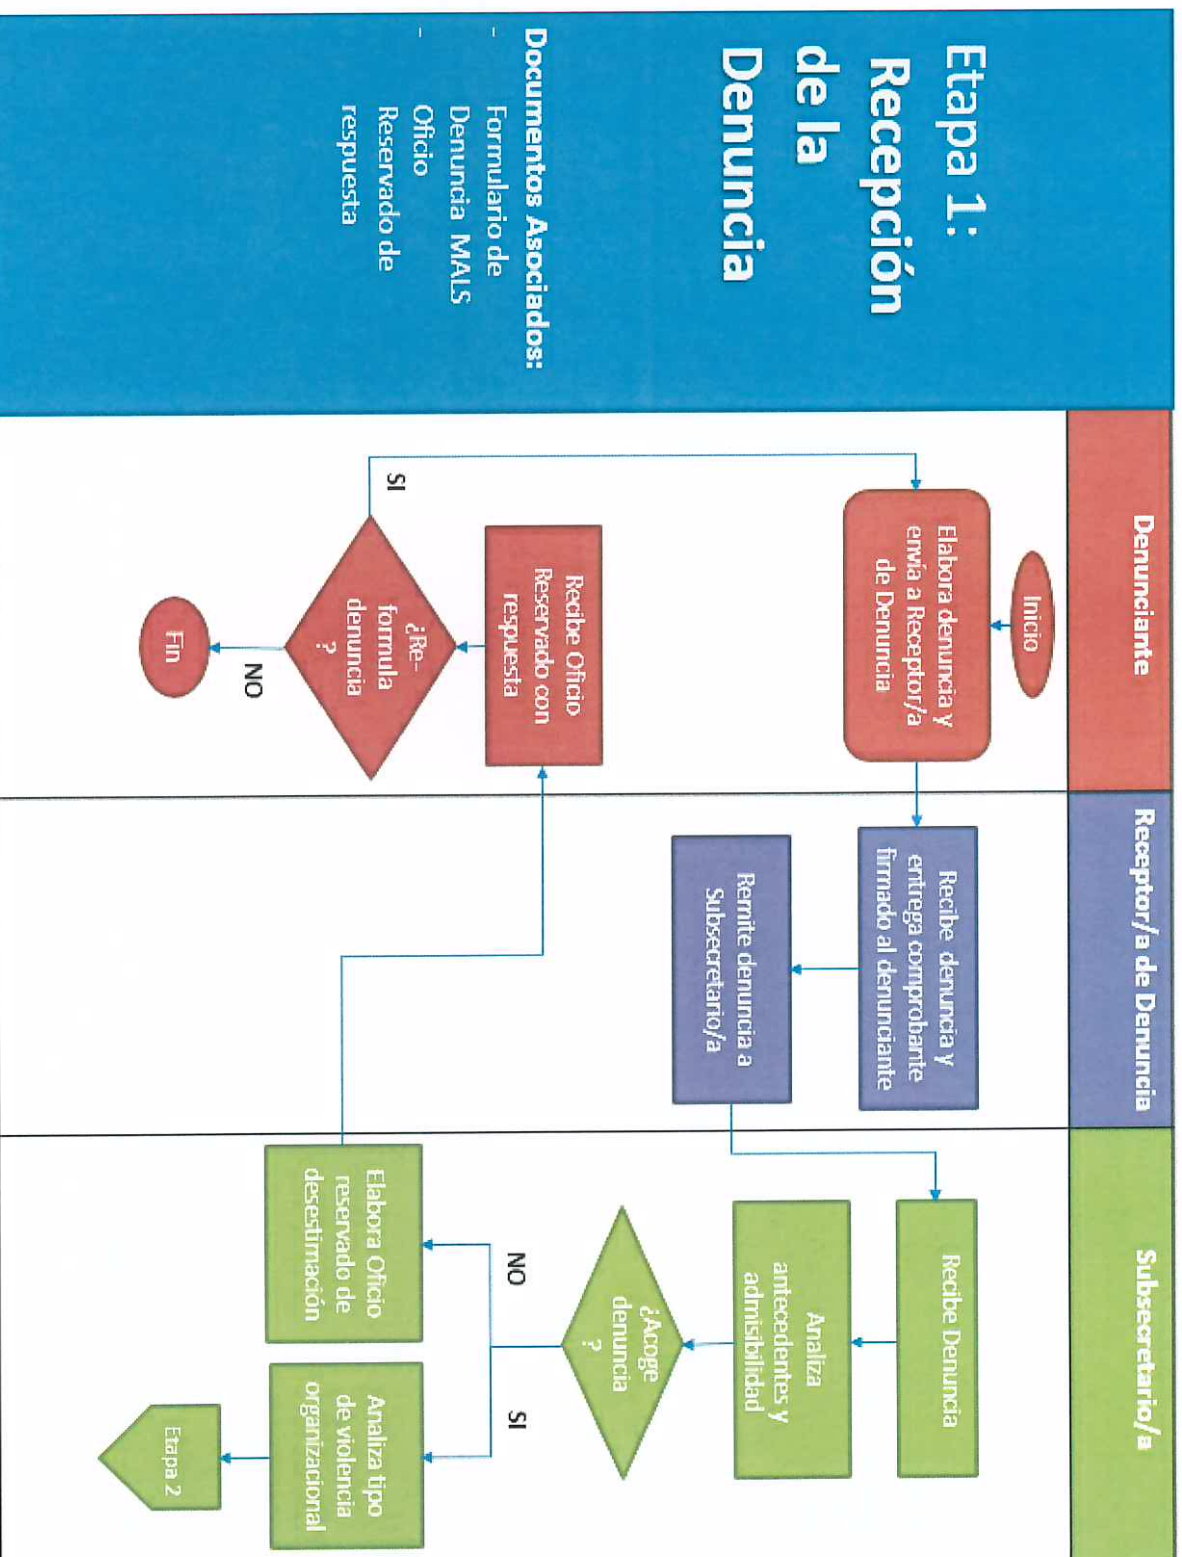 Etapa 1:
Recepción
de la
Denuncia
Documentos Asociados:
- Formulario de
Denuncia MALS
- Oficio
Reservado de
respuesta
Denunciante
Inicio
Elabora denuncia y
envía a Receptor/a
de Denuncia
Recibe Oficio
Reservado con
respuesta
¿Re-
formula
denuncia
?
SI
NO
Fin
Receptor/a de Denuncia
Recibe denuncia y
entrega comprobante
firmado al denunciante
Remite denuncia a
Subsecretario/a
Subsecretario/a
Recibe Denuncia
Analiza
antecedentes y
admisibilidad
¿Acoge
denuncia
?
NO
SI
Elabora Oficio
reservado de
desestimación
Analiza tipo
de violencia
organizacional
Etapa 2